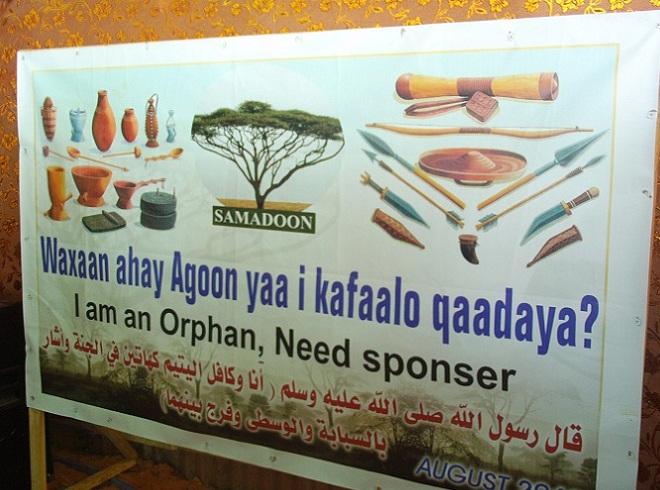 SAMADOON
Waxaan ahay Agoon yaa i kafaalo qaadaya?
I am an Orphan, Need sponser
قال رسول الله صلى الله عليه وسلم ( أنا وكافل اليتيم كهاتين في الجنة وأشار
بالسبابة والوسطى وفرج بينهما)
AUGUST